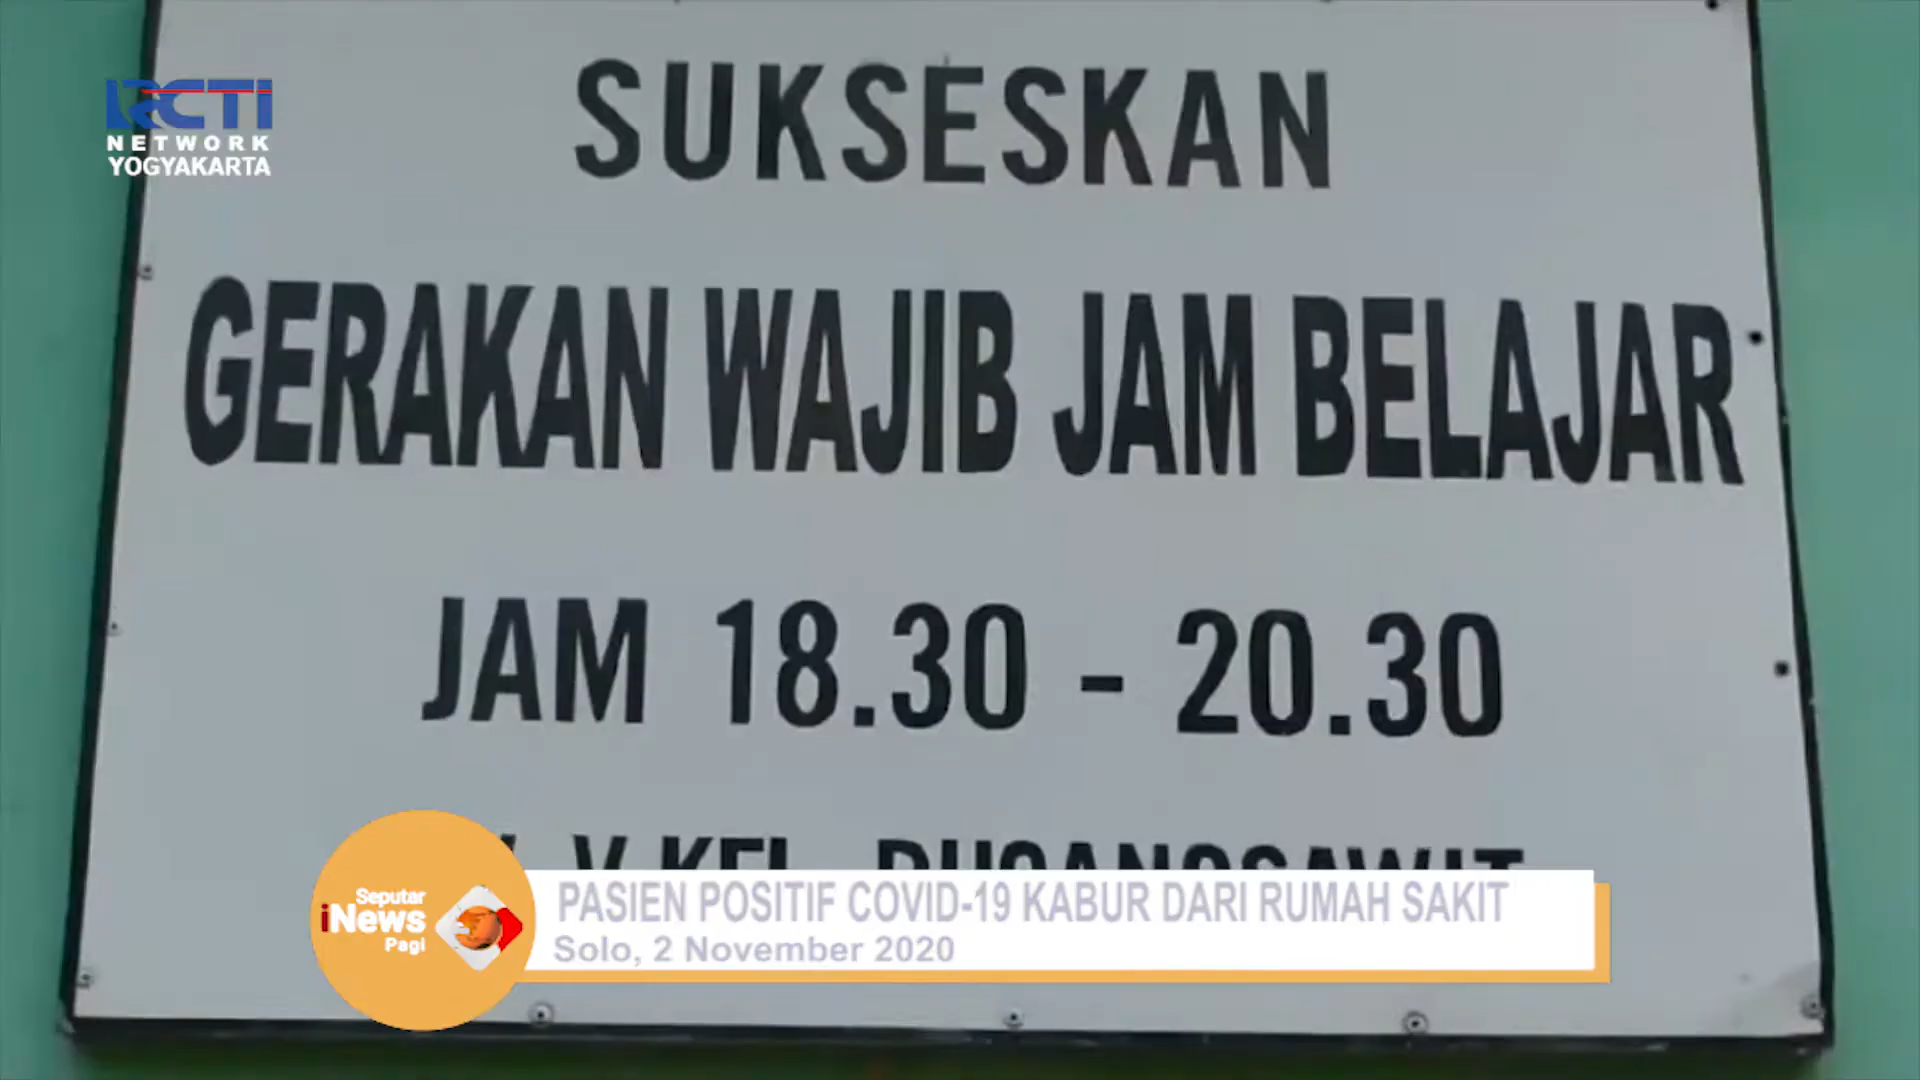 RCTI
NETWORK
YOGYAKARTA
SUKSESKAN
GERAKAN WAJIB JAM BELAJAR
JAM 18.30 - 20.30
V KEL.
Seputar
iNews
Pagi
PASIEN POSITIF COVID-19 KABUR DARI RUMAH SAKIT
Solo, 2 November 2020